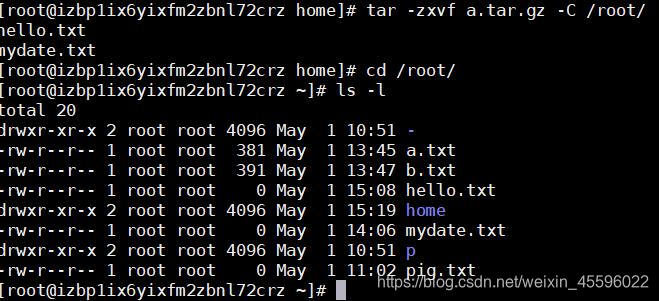 [root@izbp1ix6yixfm2zbnl72crz home]# tar -zxvf a.tar.gz -C /root/
hello.txt
mydate.txt
[root@izbp1ix6yixfm2zbnl72crz home]# cd /root/
[root@izbp1ix6yixfm2zbnl72crz ~]# ls -l
total 20
drwxr-xr-x 2 root root 4096 May  1 10:51 -
-rw-r--r-- 1 root root  381 May  1 13:45 a.txt
-rw-r--r-- 1 root root  391 May  1 13:47 b.txt
-rw-r--r-- 1 root root    0 May  1 15:08 hello.txt
drwxr-xr-x 2 root root 4096 May  1 15:19 home
-rw-r--r-- 1 root root    0 May  1 14:06 mydate.txt
drwxr-xr-x 2 root root 4096 May  1 10:51 p
-rw-r--r-- 1 root root    0 May  1 11:02 pig.txt
[root@izbp1ix6yixfm2zbnl72crz ~]#
https://blog.csdn.net/weixin_45596022